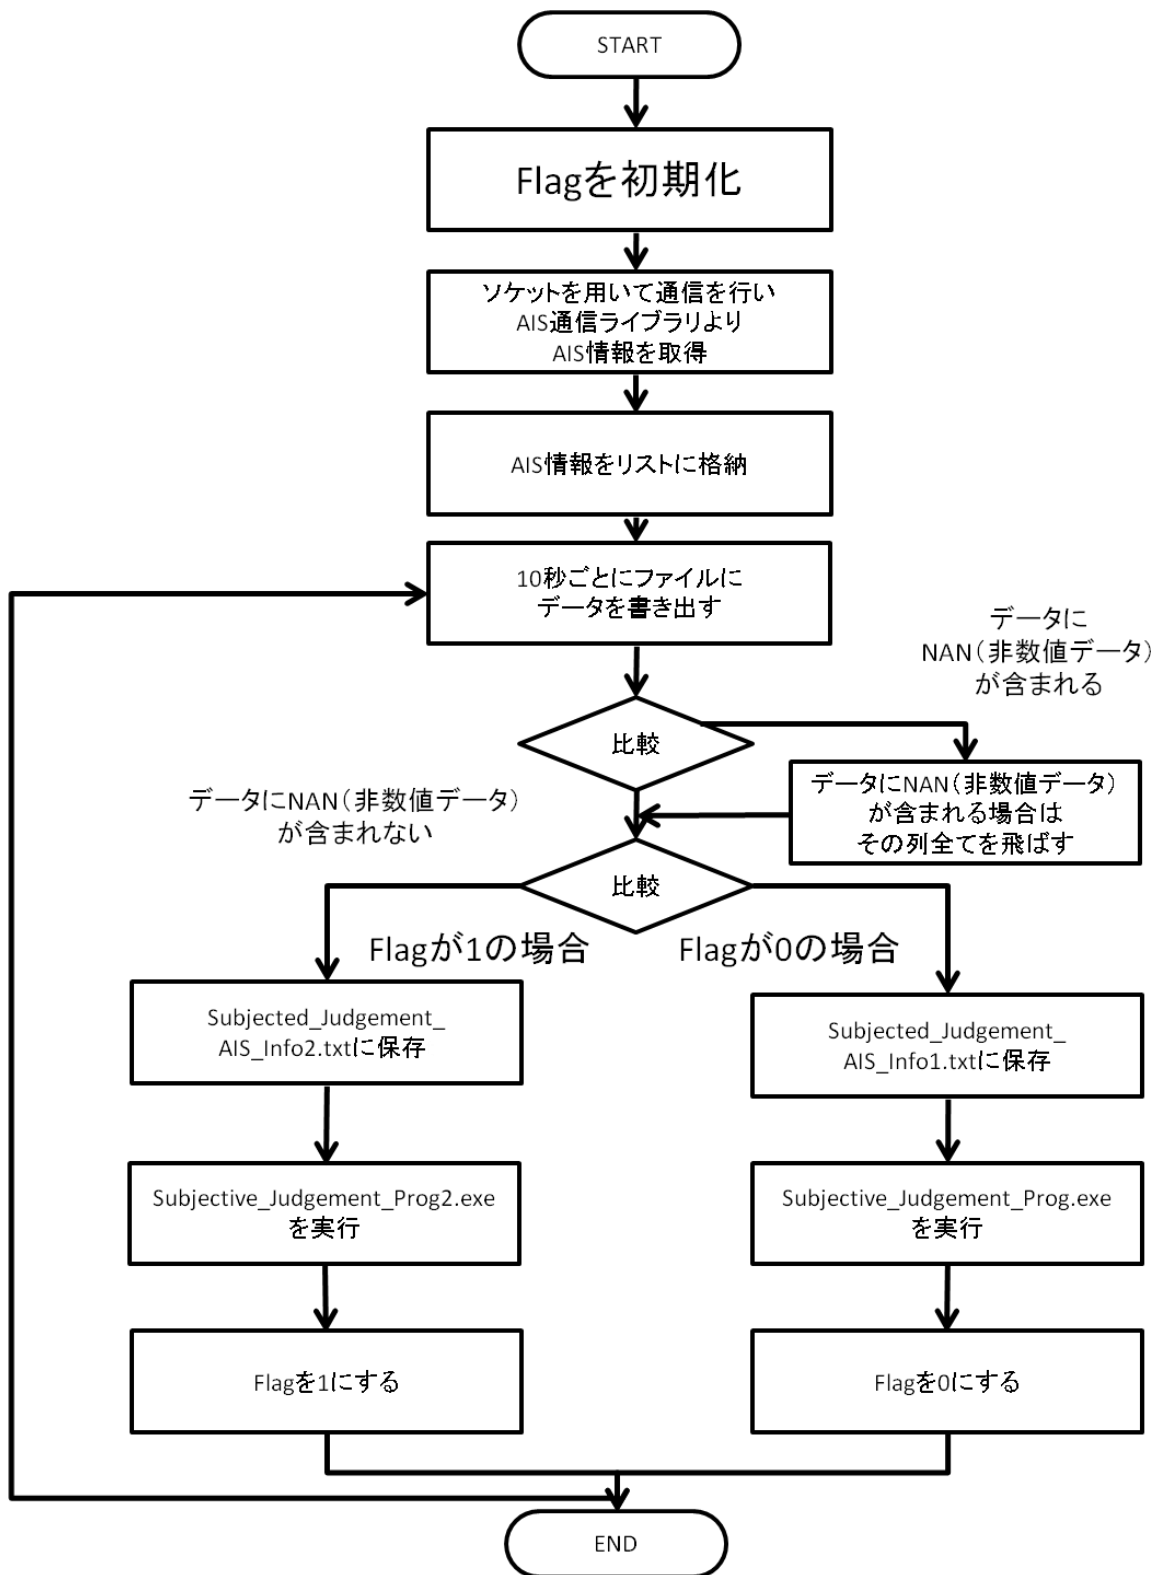 START
Flagを初期化
ソケットを用いて通信を行い
AIS通信ライブラリより
AIS情報を取得
AIS情報をリストに格納
10秒ごとにファイルに
データを書き出す
データに
NAN(非数値データ)
が含まれる
比較
データにNAN(非数値データ)
が含まれる場合は
その列全てを飛ばす
データにNAN(非数値データ)
が含まれない
比較
Flagが1の場合
Flagが0の場合
Subjected_Judgement_
AIS_Info2.txtに保存
Subjected_Judgement_
AIS_Info1.txtに保存
Subjective_Judgement_Prog2.exe
を実行
Subjective_Judgement_Prog.exe
を実行
Flagを1にする
Flagを0にする
END